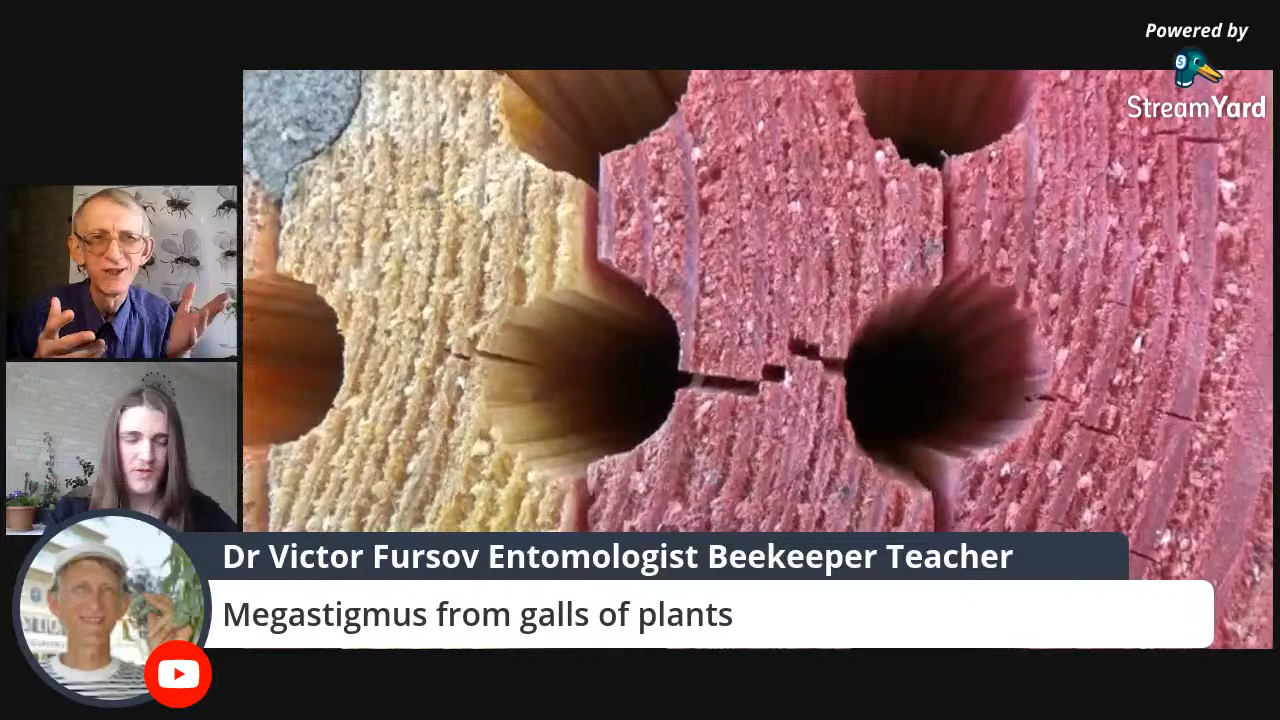 Powered by
StreamYard
Dr Victor Fursov Entomologist Beekeeper Teacher
Megastigmus from galls of plants